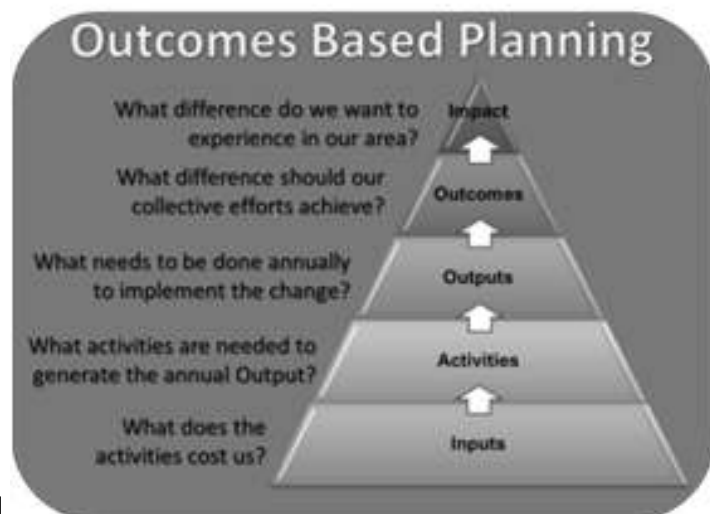 Outcomes Based Planning
What difference do we want to
experience in our area?
Impact
What difference should our
collective efforts achieve?
Outcomes
What needs to be done annually
to implement the change?
Outputs
What activities are needed to
generate the annual Output?
Activities
What does the
activities cost us?
Inputs